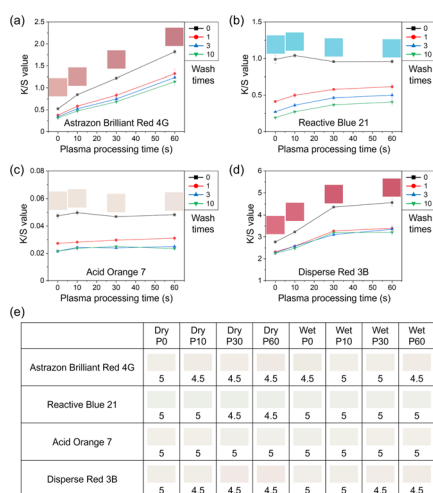 (a)
2.5
2.0
1.5
1.0
0.5
0.0
K/S value
0 10 20 30 40 50 60
Plasma processing time (s)
Astrazon Brilliant Red 4G
0
1
3
10
Wash
times
(b)
1.5
1.0
0.5
0.0
K/S value
0 10 20 30 40 50 60
Plasma processing time (s)
Reactive Blue 21
0
1
3
10
Wash
times
(c)
0.08
0.06
0.04
0.02
0.00
K/S value
0 10 20 30 40 50 60
Plasma processing time (s)
Acid Orange 7
0
1
3
10
Wash
times
(d)
6
5
4
3
2
1
K/S value
0 10 20 30 40 50 60
Plasma processing time (s)
Disperse Red 3B
0
1
3
10
Wash
times
(e)
Dry P0 Dry P10 Dry P30 Dry P60 Wet P0 Wet P10 Wet P30 Wet P60
Astrazon Brilliant Red 4G 5 4.5 4.5 4.5 5 5 5 4.5
Reactive Blue 21 5 5 4.5 4.5 5 5 5 5
Acid Orange 7 5 5 5 5 5 5 5 5
Disperse Red 3B 5 4.5 4.5 4.5 5 5 4.5 4.5